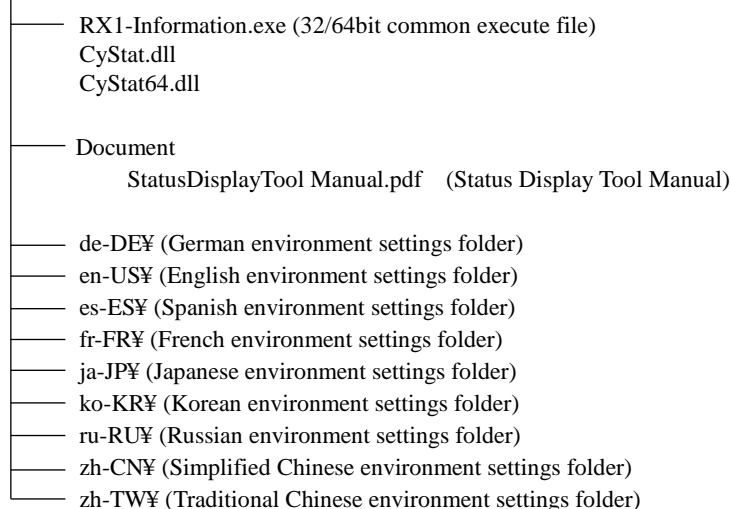 RX1-Information.exe (32/64bit common execute file)
CyStat.dll
CyStat64.dll
Document
StatusDisplayTool Manual.pdf (Status Display Tool Manual)
de-DE¥ (German environment settings folder)
en-US¥ (English environment settings folder)
es-ES¥ (Spanish environment settings folder)
fr-FR¥ (French environment settings folder)
ja-JP¥ (Japanese environment settings folder)
ko-KR¥ (Korean environment settings folder)
ru-RU¥ (Russian environment settings folder)
zh-CN¥ (Simplified Chinese environment settings folder)
zh-TW¥ (Traditional Chinese environment settings folder)